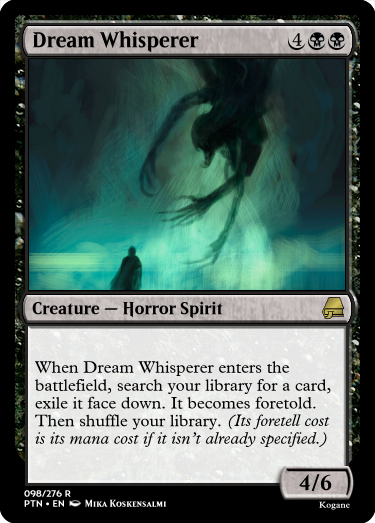 Dream Whisperer 4
Creature — Horror Spirit
When Dream Whisperer enters the
battlefield, search your library for a card,
exile it face down. It becomes foretold.
Then shuffle your library. (Its foretell cost
is its mana cost if it isn't already specified.)
4/6
098/276 R
PTN • EN Mika Koskensalmi
Kogane